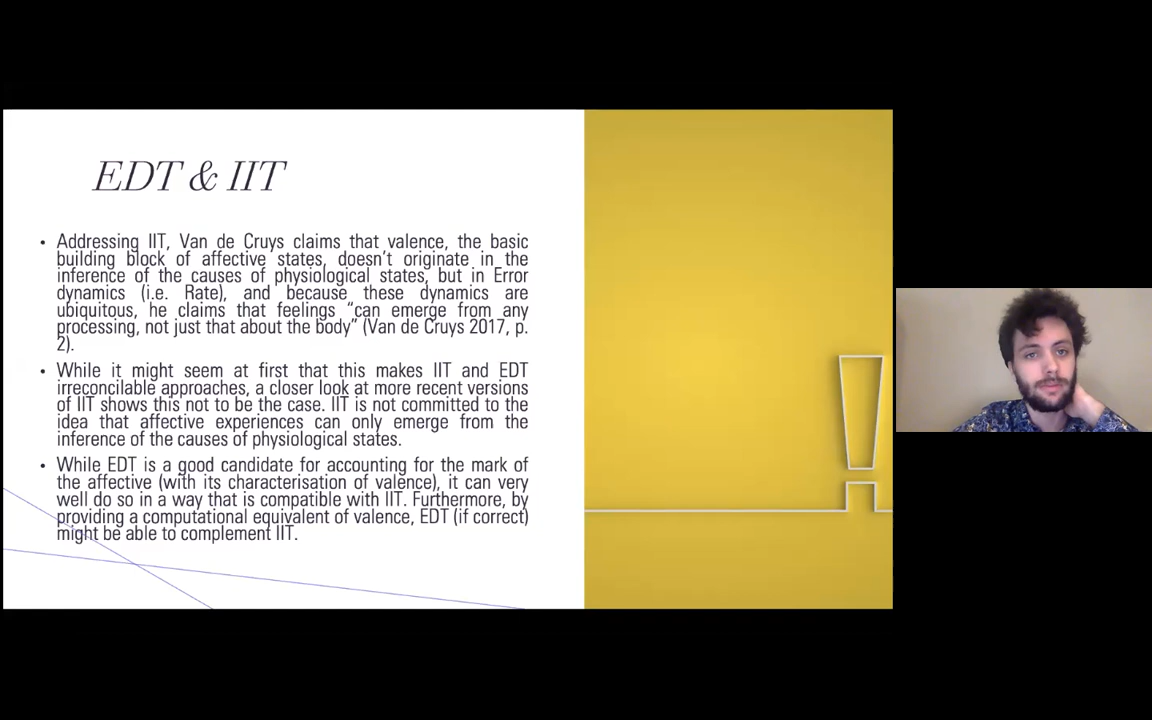 EDT & IIT
• Addressing IIT, Van de Cruys claims that valence, the basic
building block of affective states, doesn't originate in the
inference of the causes of physiological states, but in Error
dynamics (i.e. Rate), and because these dynamics are
ubiquitous, he claims that feelings “can emerge from any
processing, not just that about the body” (Van de Cruys 2017, p.
2).
• While it might seem at first that this makes IIT and EDT
irreconcilable approaches, a closer look at more recent versions
of IIT shows this not to be the case. IIT is not committed to the
idea that affective experiences can only emerge from the
inference of the causes of physiological states.
• While EDT is a good candidate for accounting for the mark of
the affective (with its characterisation of valence), it can very
well do so in a way that is compatible with IIT. Furthermore, by
providing a computational equivalent of valence, EDT (if correct)
might be able to complement IIT.